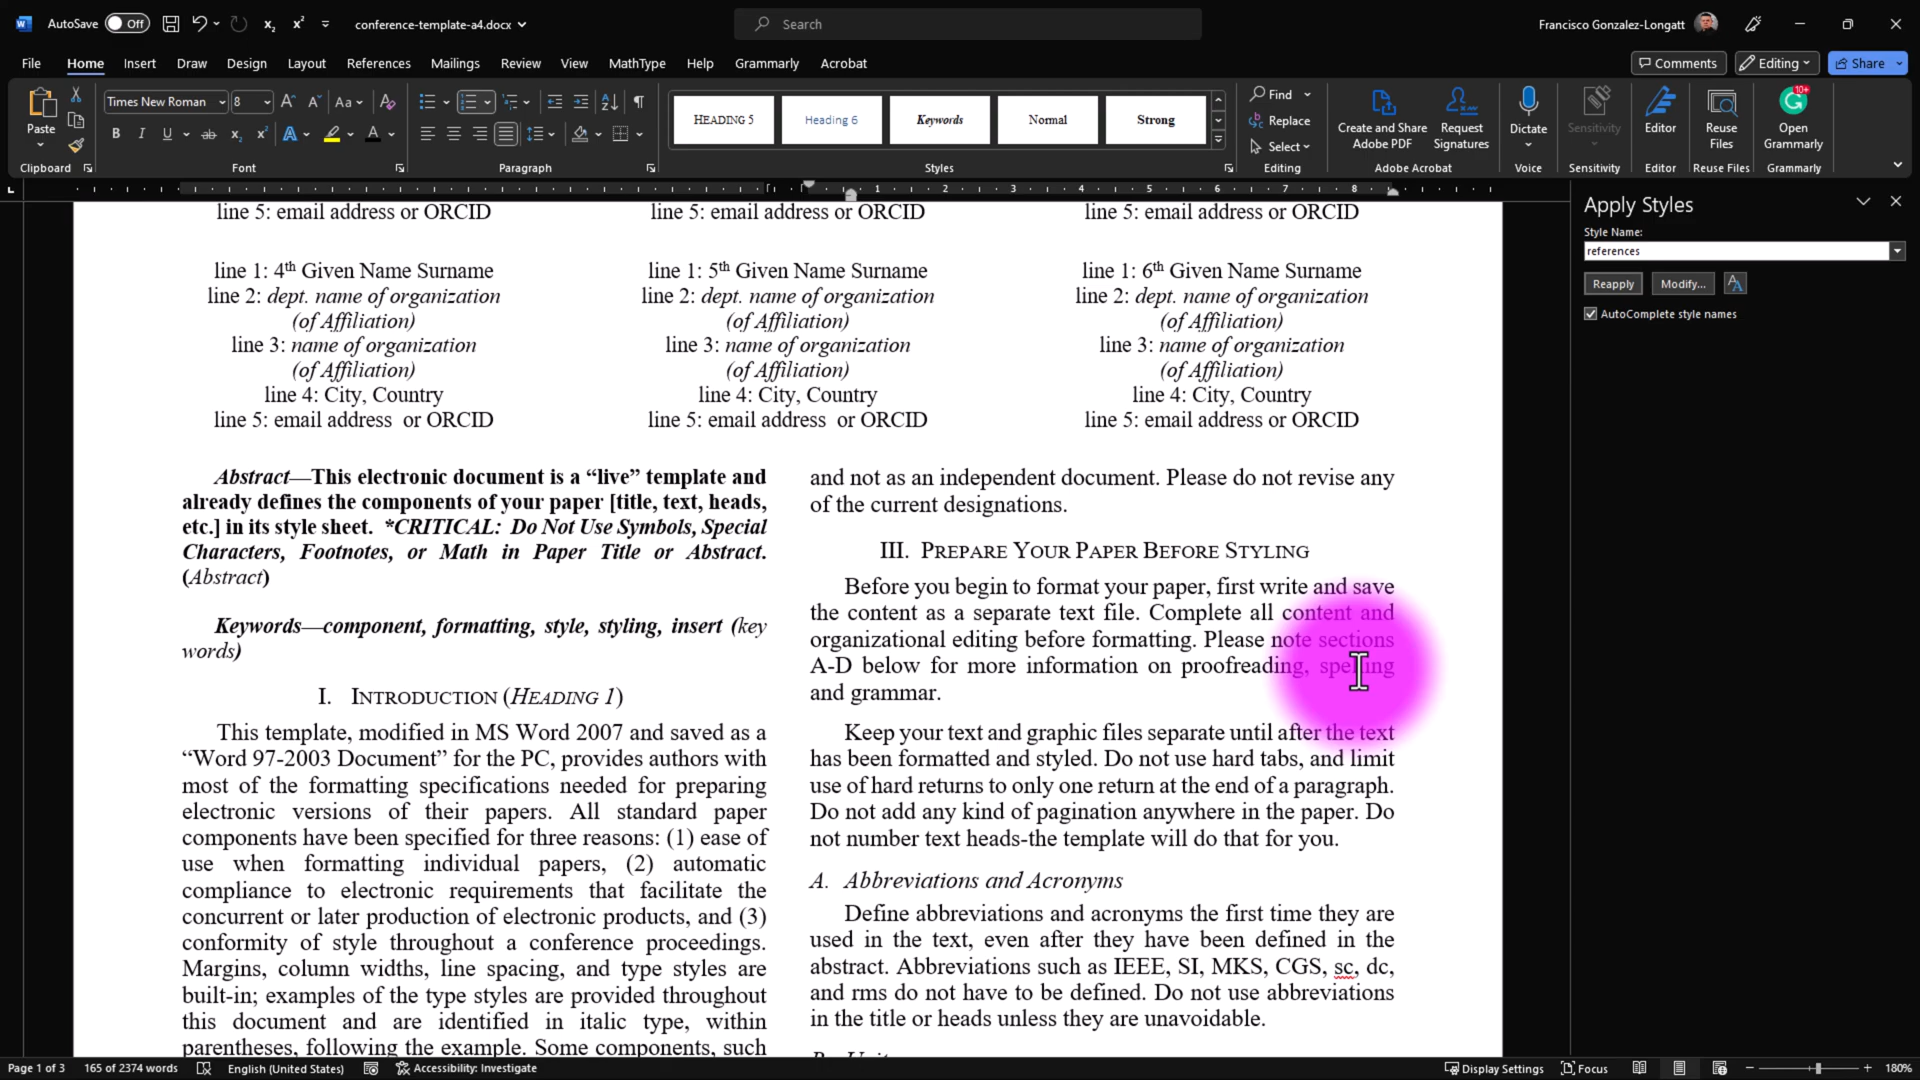 AutoSave Off
conference-template-a4.docx
Search
Francisco Gonzalez-Longatt
File Home Insert Draw Design Layout References Mailings Review View MathType Help Grammarly Acrobat
Comments Editing Share
Paste
Clipboard
Times New Roman 8
Font
Paragraph
HEADING 5 Heading 6 Keywords Normal Strong
Styles
Find
Replace
Select
Editing
Create and Share Adobe PDF
Request Signatures
Adobe Acrobat
Dictate
Voice
Sensitivity
Sensitivity
Editor
Editor
Reuse Files
Reuse Files
10+
Open Grammarly
Grammarly
1 2 3 4 5 6 7 8
line 5: email address or ORCID
line 5: email address or ORCID
line 5: email address or ORCID
line 1: 4th Given Name Surname
line 2: dept. name of organization
(of Affiliation)
line 3: name of organization
(of Affiliation)
line 4: City, Country
line 5: email address or ORCID
line 1: 5th Given Name Surname
line 2: dept. name of organization
(of Affiliation)
line 3: name of organization
(of Affiliation)
line 4: City, Country
line 5: email address or ORCID
line 1: 6th Given Name Surname
line 2: dept. name of organization
(of Affiliation)
line 3: name of organization
(of Affiliation)
line 4: City, Country
line 5: email address or ORCID
Abstract—This electronic document is a “live” template and
already defines the components of your paper [title, text, heads,
etc.] in its style sheet. *CRITICAL: Do Not Use Symbols, Special
Characters, Footnotes, or Math in Paper Title or Abstract.
(Abstract)
Keywords—component, formatting, style, styling, insert (key
words)
I. INTRODUCTION (HEADING 1)
This template, modified in MS Word 2007 and saved as a
“Word 97-2003 Document” for the PC, provides authors with
most of the formatting specifications needed for preparing
electronic versions of their papers. All standard paper
components have been specified for three reasons: (1) ease of
use when formatting individual papers, (2) automatic
compliance to electronic requirements that facilitate the
concurrent or later production of electronic products, and (3)
conformity of style throughout a conference proceedings.
Margins, column widths, line spacing, and type styles are
built-in; examples of the type styles are provided throughout
this document and are identified in italic type, within
parentheses, following the example. Some components, such
and not as an independent document. Please do not revise any
of the current designations.
III. PREPARE YOUR PAPER BEFORE STYLING
Before you begin to format your paper, first write and save
the content as a separate text file. Complete all content and
organizational editing before formatting. Please note sections
A-D below for more information on proofreading, spelling
and grammar.
Keep your text and graphic files separate until after the text
has been formatted and styled. Do not use hard tabs, and limit
use of hard returns to only one return at the end of a paragraph.
Do not add any kind of pagination anywhere in the paper. Do
not number text heads-the template will do that for you.
A. Abbreviations and Acronyms
Define abbreviations and acronyms the first time they are
used in the text, even after they have been defined in the
abstract. Abbreviations such as IEEE, SI, MKS, CGS, sc, dc,
and rms do not have to be defined. Do not use abbreviations
in the title or heads unless they are unavoidable.
Apply Styles
Style Name:
references
Reapply Modify...
AutoComplete style names
Page 1 of 3 165 of 2374 words English (United States) Accessibility: Investigate
Display Settings Focus 180%